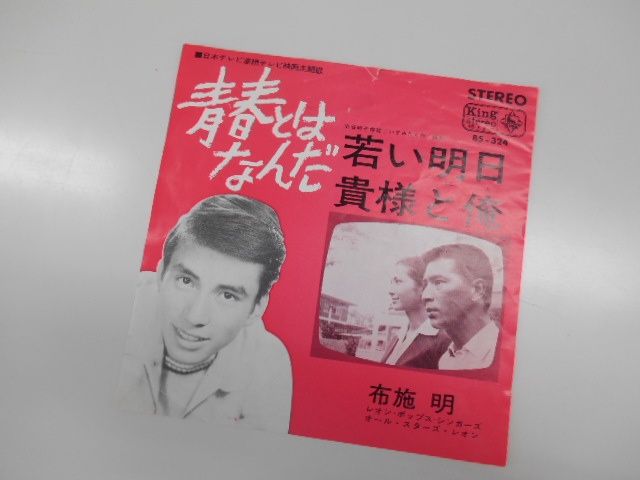 ■日本テレビ連続テレビ映画主題歌
青春とは
なんだ
STEREO
King
stereo
BS-324
若い明日
貴様と俺
布施 明
レオン・ポップス・シンガーズ
オール・スターズ・レオン